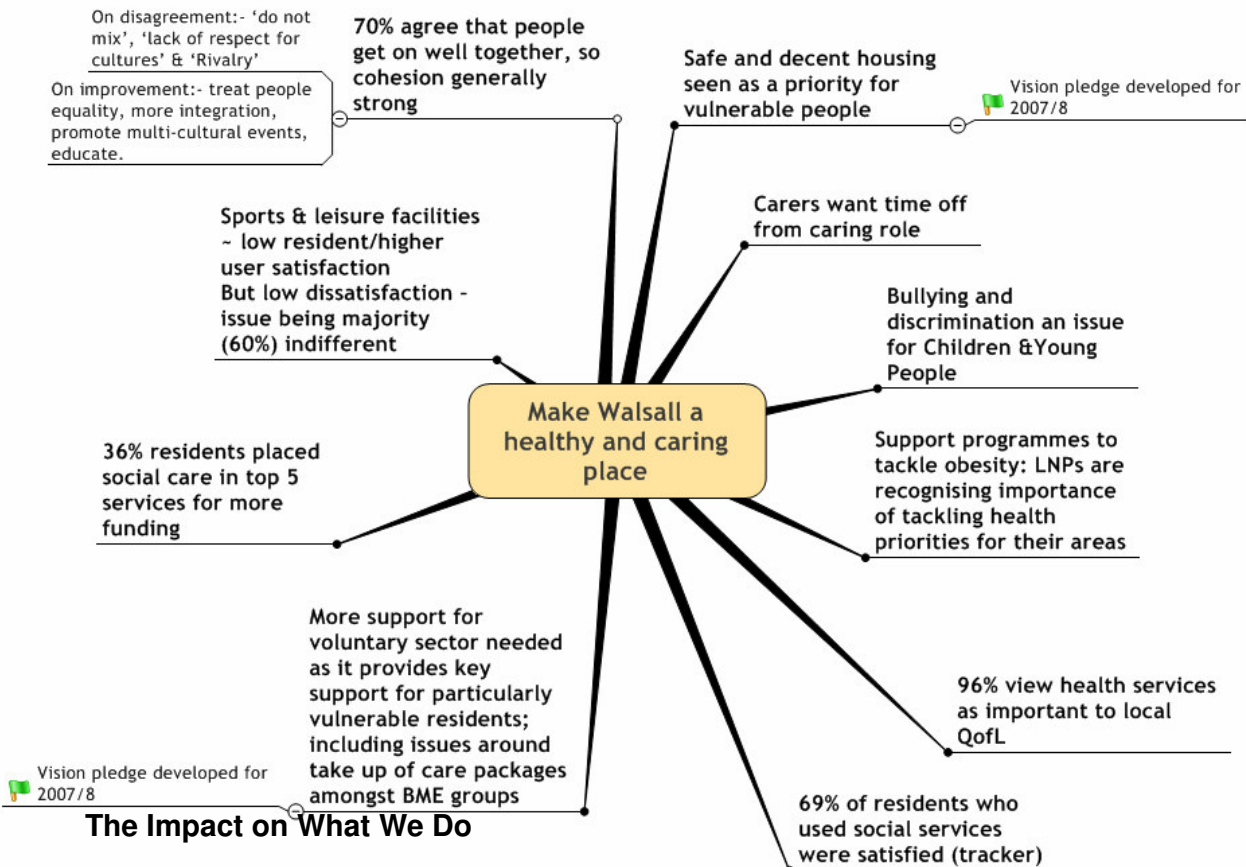 On disagreement:- ‘do not
mix’, ‘lack of respect for
cultures’ & ‘Rivalry’
On improvement:- treat people
equality, more integration,
promote multi-cultural events,
educate.
70% agree that people
get on well together, so
cohesion generally
strong
Safe and decent housing
seen as a priority for
vulnerable people
Vision pledge developed for
2007/8
Carers want time off
from caring role
Sports & leisure facilities
~ low resident/higher
user satisfaction
But low dissatisfaction -
issue being majority
(60%) indifferent
Bullying and
discrimination an issue
for Children &Young
People
Make Walsall a
healthy and caring
place
36% residents placed
social care in top 5
services for more
funding
Support programmes to
tackle obesity: LNPs are
recognising importance
of tackling health
priorities for their areas
More support for
voluntary sector needed
as it provides key
support for particularly
vulnerable residents;
including issues around
take up of care packages
amongst BME groups
Vision pledge developed for
2007/8
96% view health services
as important to local
QofL
69% of residents who
used social services
were satisfied (tracker)
The Impact on What We Do